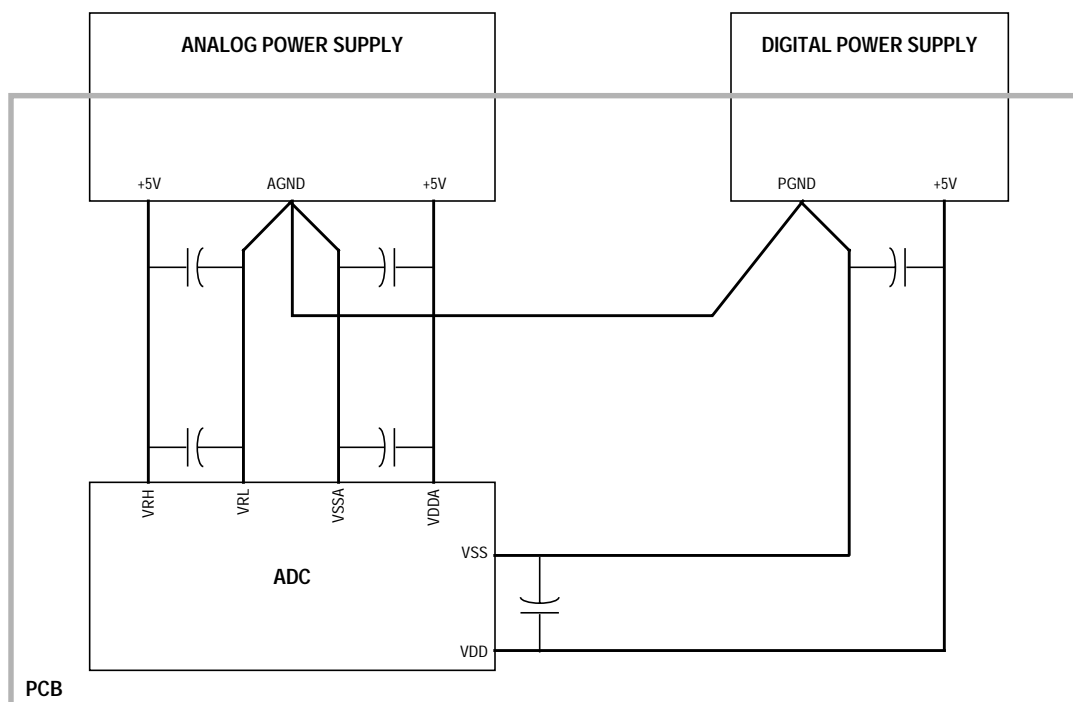 ANALOG POWER SUPPLY
DIGITAL POWER SUPPLY
+5V
AGND
+5V
PGND
+5V
VRH
VRL
VSSA
VDDA
VSS
ADC
VDD
PCB